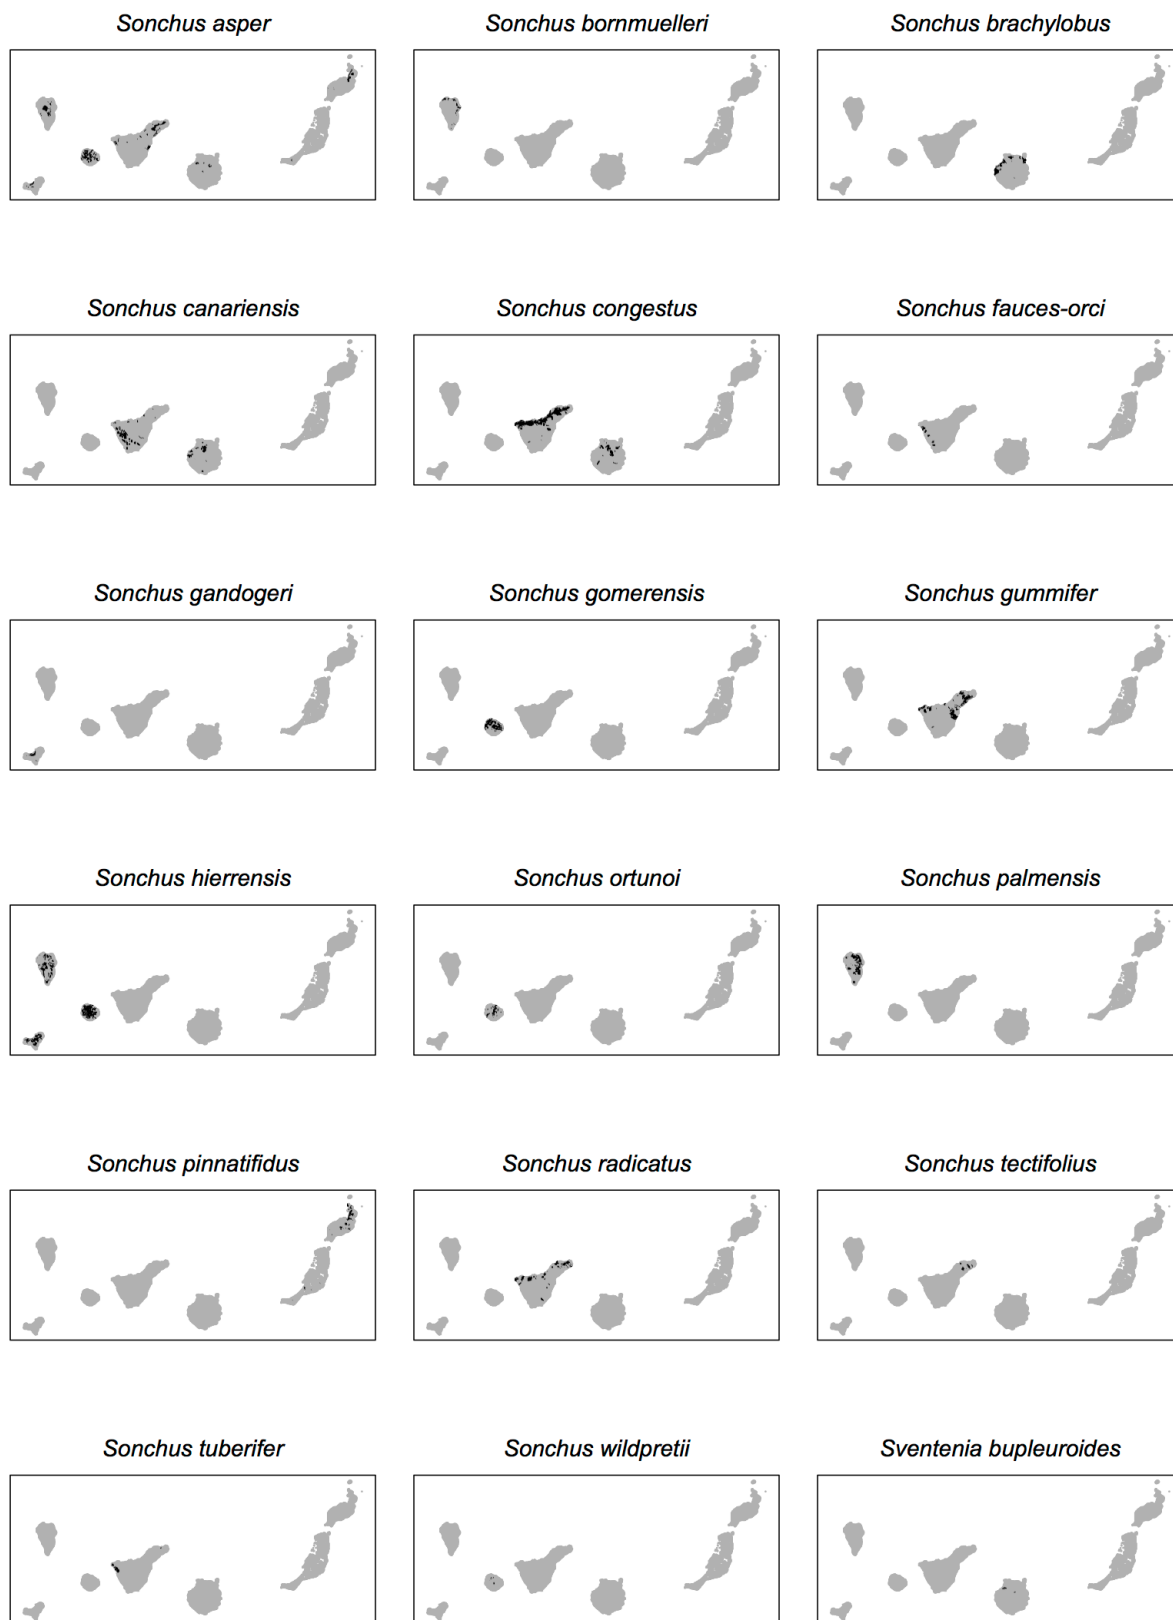 Sonchus asper
Sonchus bornmuelleri
Sonchus brachylobus
Sonchus canariensis
Sonchus congestus
Sonchus fauces-orci
Sonchus gandogeri
Sonchus gomerensis
Sonchus gummifer
Sonchus hierrensis
Sonchus ortunoi
Sonchus palmensis
Sonchus pinnatifidus
Sonchus radicatus
Sonchus tectifolius
Sonchus tuberifer
Sonchus wildpretii
Sventenia bupleuroides